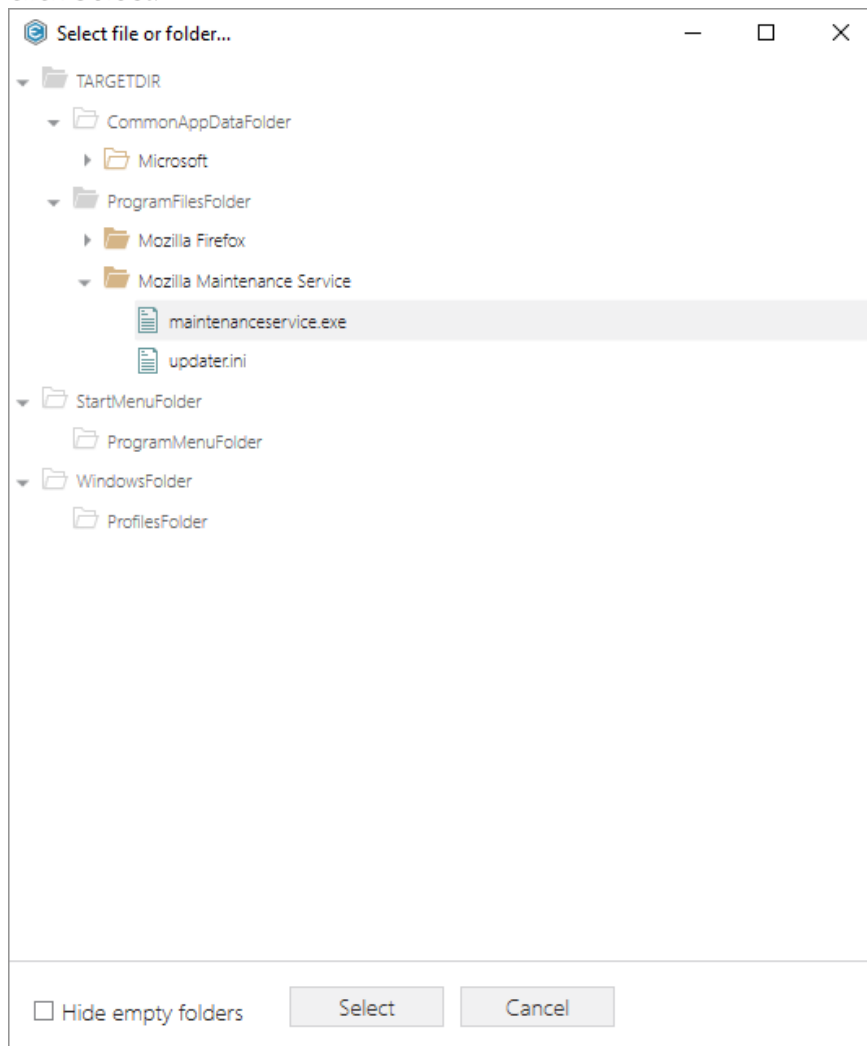 Select file or folder...
TARGETDIR
CommonAppDataFolder
Microsoft
ProgramFilesFolder
Mozilla Firefox
Mozilla Maintenance Service
maintenanceservice.exe
updater.ini
StartMenuFolder
ProgramMenuFolder
WindowsFolder
ProfilesFolder
Hide empty folders
Select
Cancel